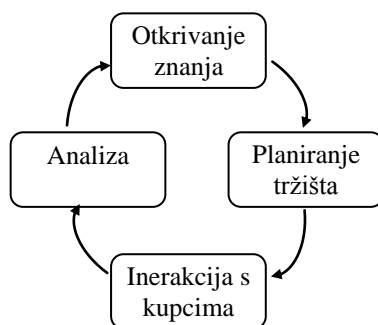 Otkrivanje
znanja
Analiza
Planiranje
tržišta
Inerakcija s
kupcima